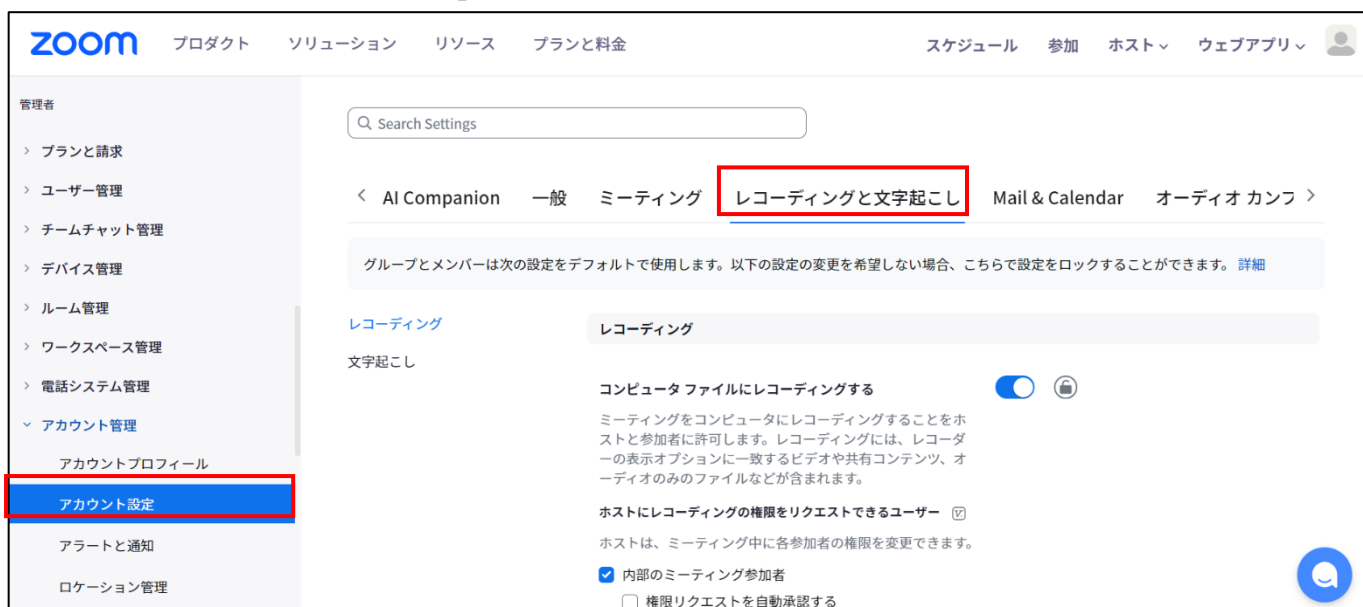 zoom プロダクト ソリューション リソース プランと料金 スケジュール 参加 ホスト ウェブアプリ
管理者
プランと請求
ユーザー管理
チームチャット管理
デバイス管理
ルーム管理
ワークスペース管理
電話システム管理
アカウント管理
アカウントプロフィール
アカウント設定
アラートと通知
ロケーション管理
Search Settings
AI Companion 一般 ミーティング レコーディングと文字起こし Mail & Calendar オーディオ カンフ
グループとメンバーは次の設定をデフォルトで使用します。以下の設定の変更を希望しない場合、こちらで設定をロックすることができます。 詳細
レコーディング
文字起こし
レコーディング
コンピュータ ファイルにレコーディングする
ミーティングをコンピュータにレコーディングすることをホ
ストと参加者に許可します。レコーディングには、レコーダ
ーの表示オプションに一致するビデオや共有コンテンツ、オ
ーディオのみのファイルなどが含まれます。
ホストにレコーディングの権限をリクエストできるユーザー
ホストは、ミーティング中に各参加者の権限を変更できます。
内部のミーティング参加者
権限リクエストを自動承認する